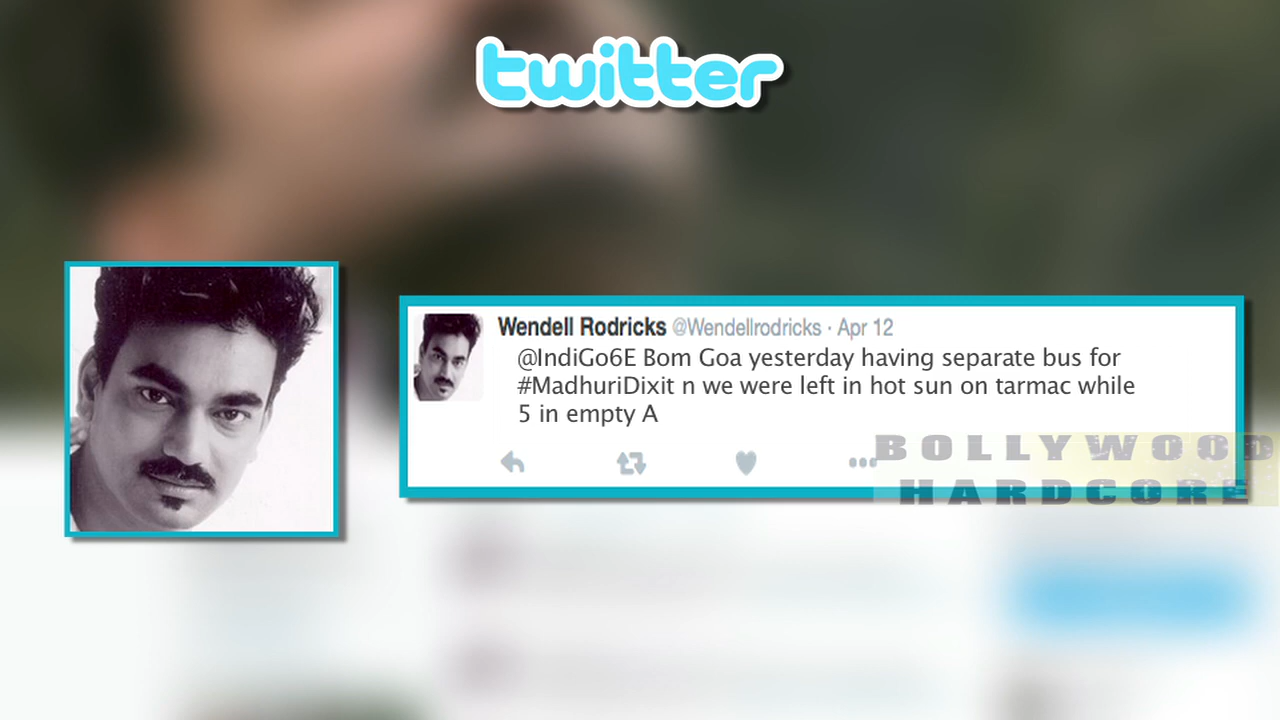 twitter
Wendell Rodricks @Wendellrodricks · Apr 12
@IndiGo6E Bom Goa yesterday having separate bus for
#MadhuriDixit n we were left in hot sun on tarmac while
5 in empty A
BOLLYWOOD
HARDCORE